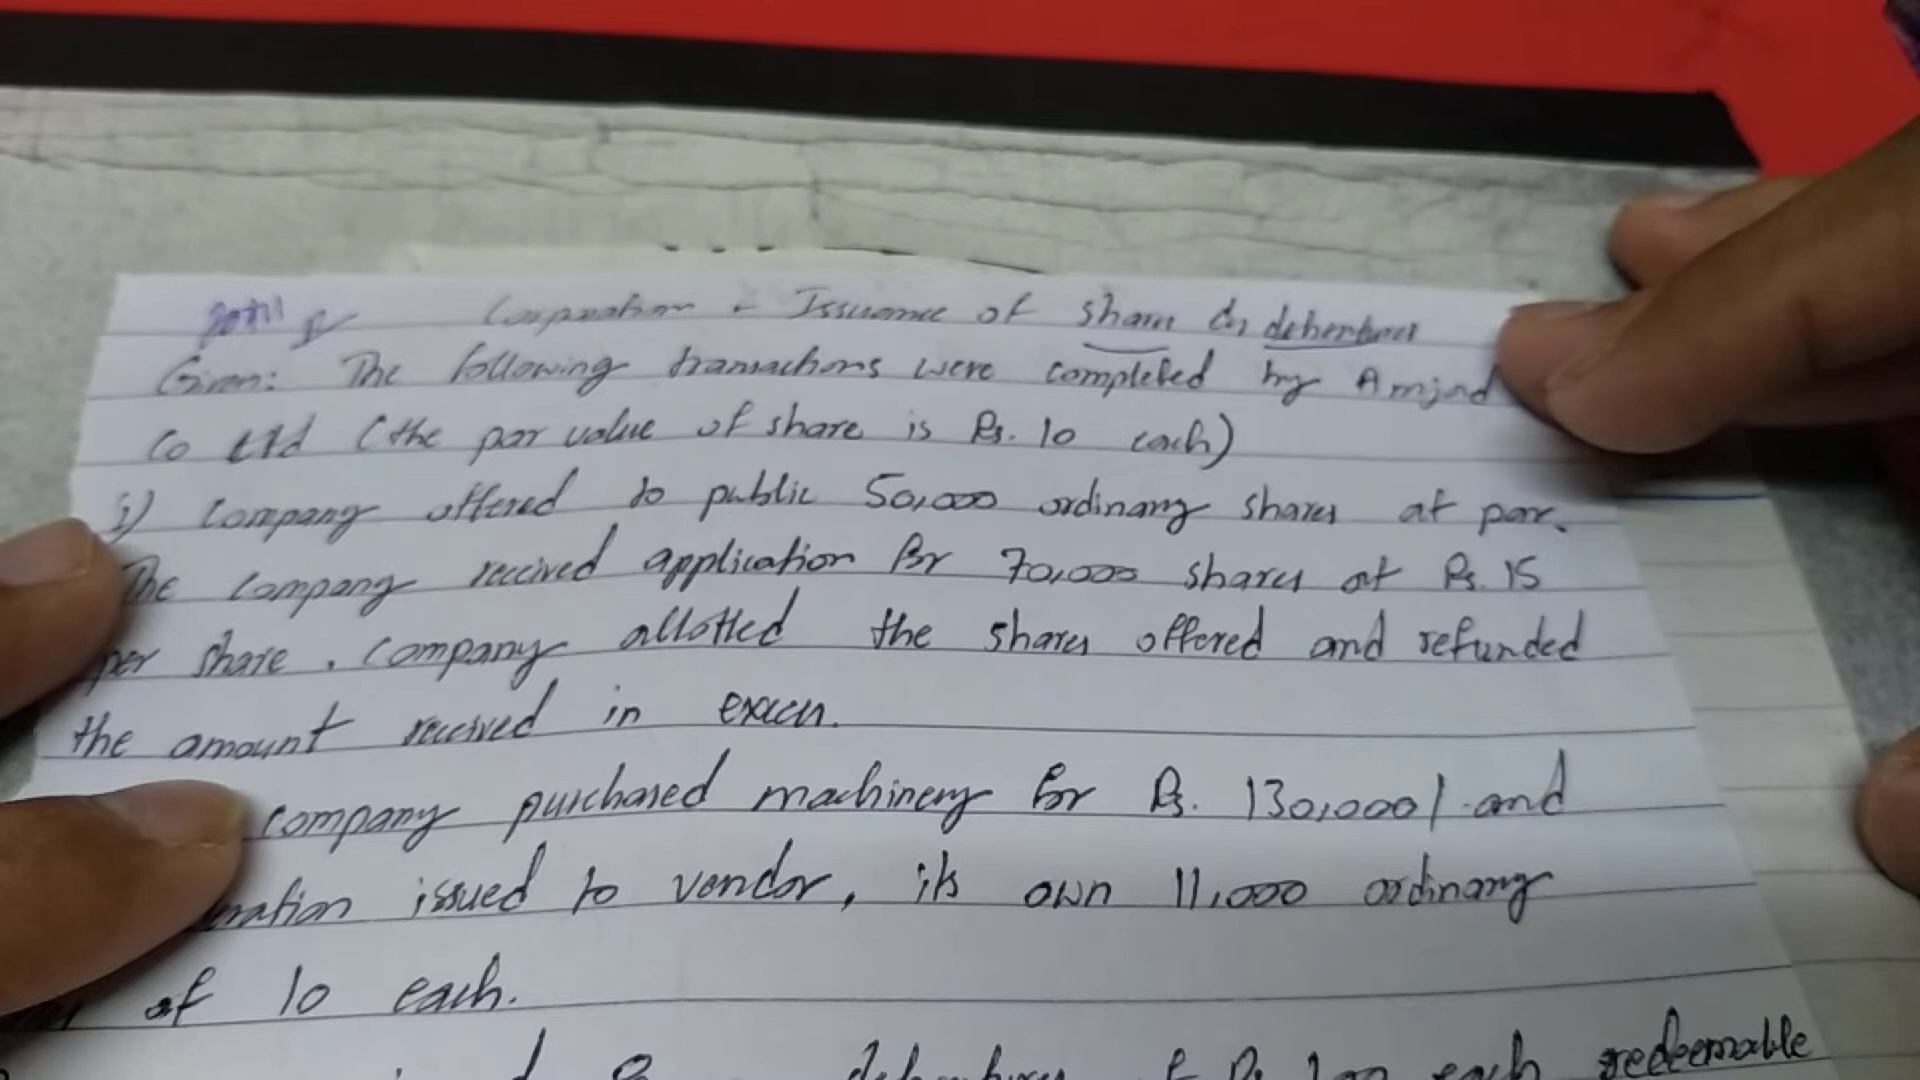 Corporation - Issuance of share & debentures
Given: The following transactions were completed by Amjad
Co Ltd (the par value of share is Rs. 10 each)
i) Company offered to public 50,000 ordinary shares at par.
The company received application for 70,000 shares at Rs. 15
per share. Company allotted the shares offered and refunded
the amount received in excess.
company purchased machinery for Rs. 130,000/- and
issued to vendor, its own 11,000 ordinary
of 10 each.
each redeemable